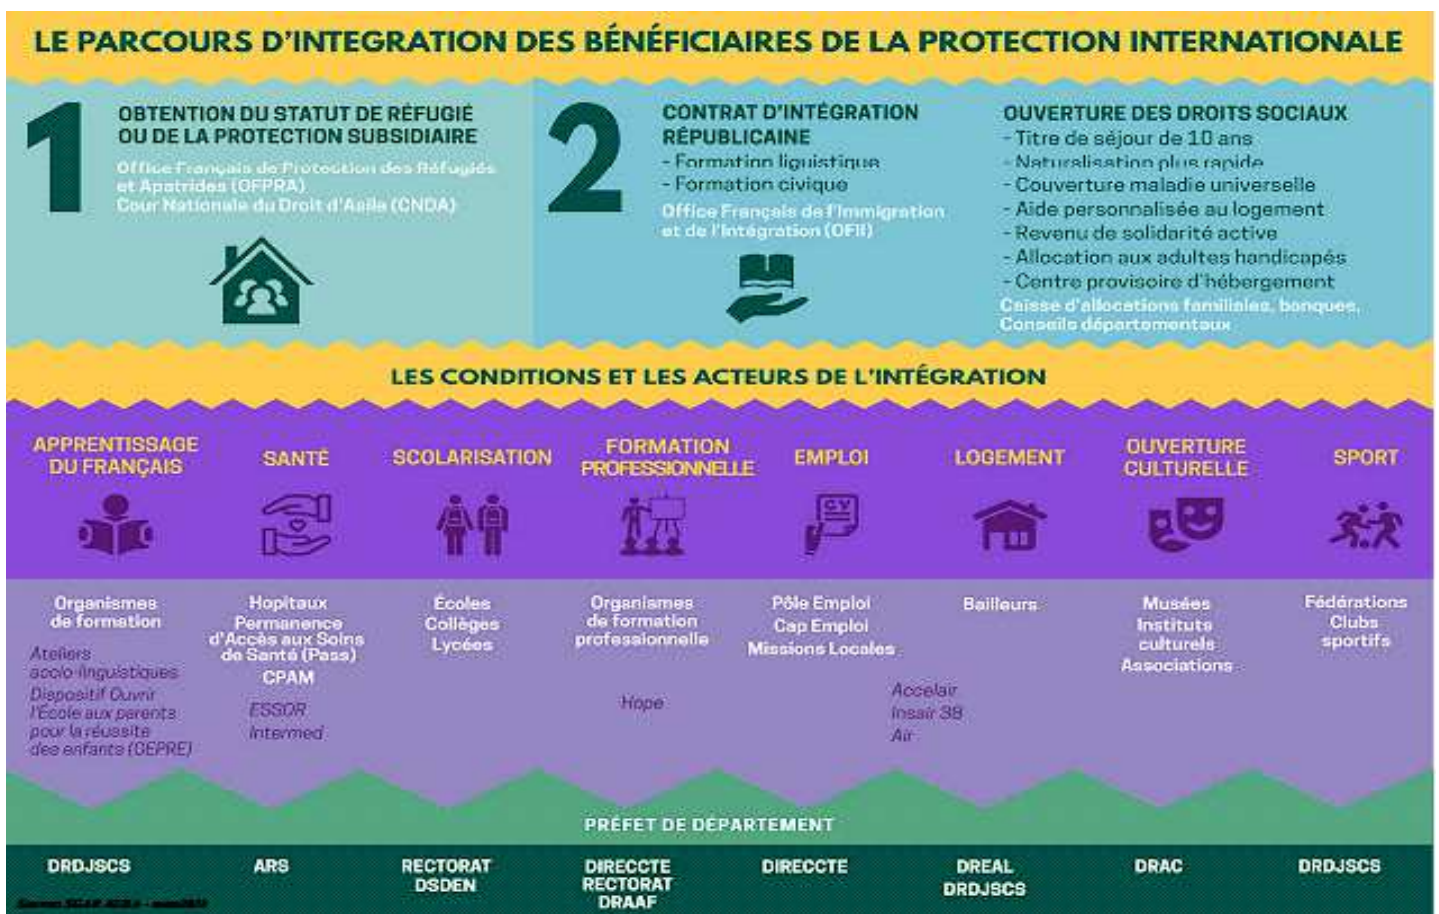 LE PARCOURS D'INTEGRATION DES BÉNÉFICIAIRES DE LA PROTECTION INTERNATIONALE
1
OBTENTION DU STATUT DE RÉFUGIÉ
OU DE LA PROTECTION SUBSIDIAIRE
Office Français de Protection des Réfugiés
et Apatrides (OFPRA)
Cour Nationale du Droit d'Asile (CNDA)
2
CONTRAT D'INTÉGRATION
RÉPUBLICAINE
- Formation liguistique
- Formation civique
Office Français de l'Immigration
et de l'Intégration (OFII)
OUVERTURE DES DROITS SOCIAUX
- Titre de séjour de 10 ans
- Naturalisation plus rapide
- Couverture maladie universelle
- Aide personnalisée au logement
- Revenu de solidarité active
- Allocation aux adultes handicapés
- Centre provisoire d'hébergement
Caisse d'allocations familiales, banques,
Conseils départementaux
LES CONDITIONS ET LES ACTEURS DE L'INTÉGRATION
APPRENTISSAGE
DU FRANÇAIS
SANTÉ
SCOLARISATION
FORMATION
PROFESSIONNELLE
EMPLOI
CV
LOGEMENT
OUVERTURE
CULTURELLE
SPORT
Organismes
de formation
Ateliers
socio-linguistiques
Dispositif Ouvrir
l'École aux parents
pour la réussite
des enfants (OEPRE)
Hopitaux
Permanence
d'Accès aux Soins
de Santé (Pass)
CPAM
ESSOR
Intermed
Écoles
Collèges
Lycées
Organismes
de formation
professionnelle
Hope
Pôle Emploi
Cap Emploi
Missions Locales
Accelair
Insair 38
Air
Bailleurs
Musées
Instituts
culturels
Associations
Fédérations
Clubs
sportifs
PRÉFET DE DÉPARTEMENT
DRDJSCS
ARS
RECTORAT
DSDEN
DIRECCTE
RECTORAT
DRAAF
DIRECCTE
DREAL
DRDJSCS
DRAC
DRDJSCS